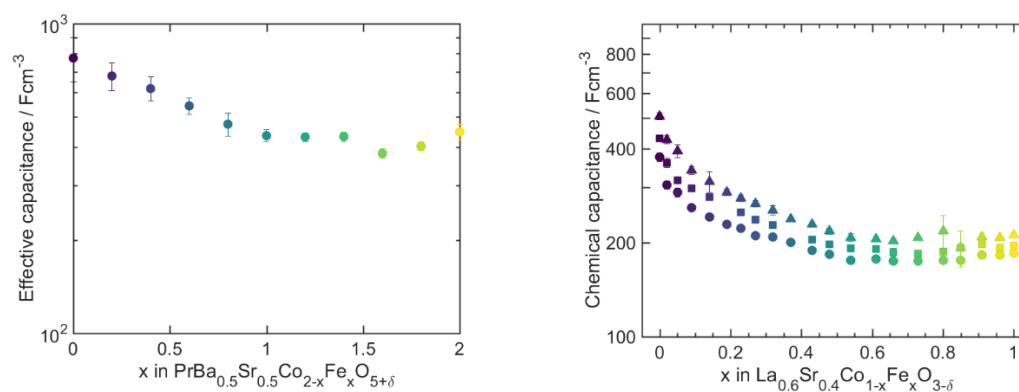 Effective capacitance / Fcm⁻³
10³
10²
0 0.5 1 1.5 2
x in PrBa₀.₅Sr₀.₅Co₂₋ₓFeₓO₅₊δ
Chemical capacitance / Fcm⁻³
800
600
400
200
100
0 0.2 0.4 0.6 0.8 1
x in La₀.₆Sr₀.₄Co₁₋ₓFeₓO₃₋δ